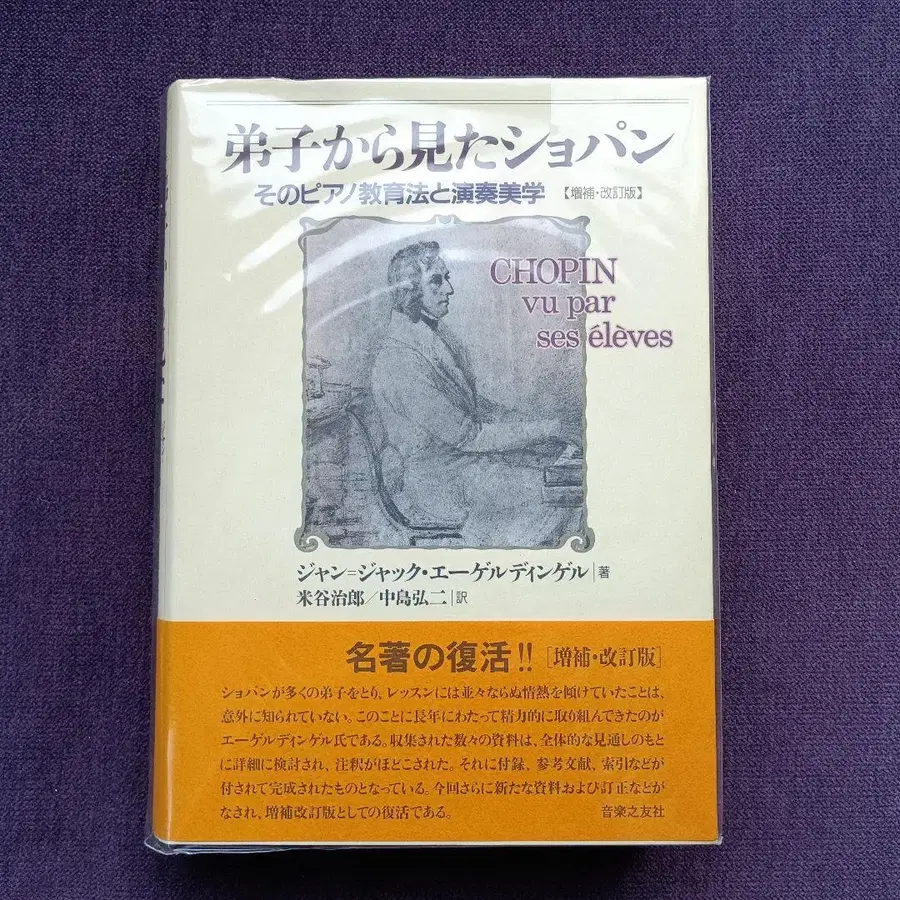 弟子から見たショパン
そのピアノ教育法と演奏美学 【増補・改訂版】
CHOPIN
vu par
ses élèves
ジャン=ジャック・エーゲルディンゲル|著
米谷治郎/中島弘二|訳
名著の復活!! [増補・改訂版]
ショパンが多くの弟子をとり、レッスンには並々ならぬ情熱を傾けていたことは、
意外に知られていない。このことに長年にわたって精力的に取り組んできたのが
エーゲルディンゲル氏である。収集された数々の資料は、全体的な見通しのもと
に詳細に検討され、注釈がほどこされた。それに付録、参考文献、索引などが
付されて完成されたものとなっている。今回さらに新たな資料および訂正などが
なされ、増補改訂版としての復活である。
音楽之友社